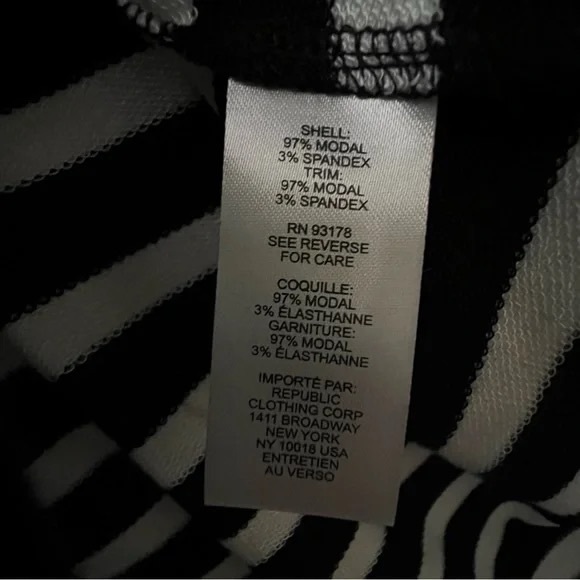 SHELL:
97% MODAL
3% SPANDEX
TRIM:
97% MODAL
3% SPANDEX
RN 93178
SEE REVERSE
FOR CARE
COQUILLE:
97% MODAL
3% ÉLASTHANNE
GARNITURE:
97% MODAL
3% ÉLASTHANNE
IMPORTÉ PAR:
REPUBLIC
CLOTHING CORP
1411 BROADWAY
NEW YORK
NY 10018 USA
ENTRETIEN
AU VERSO